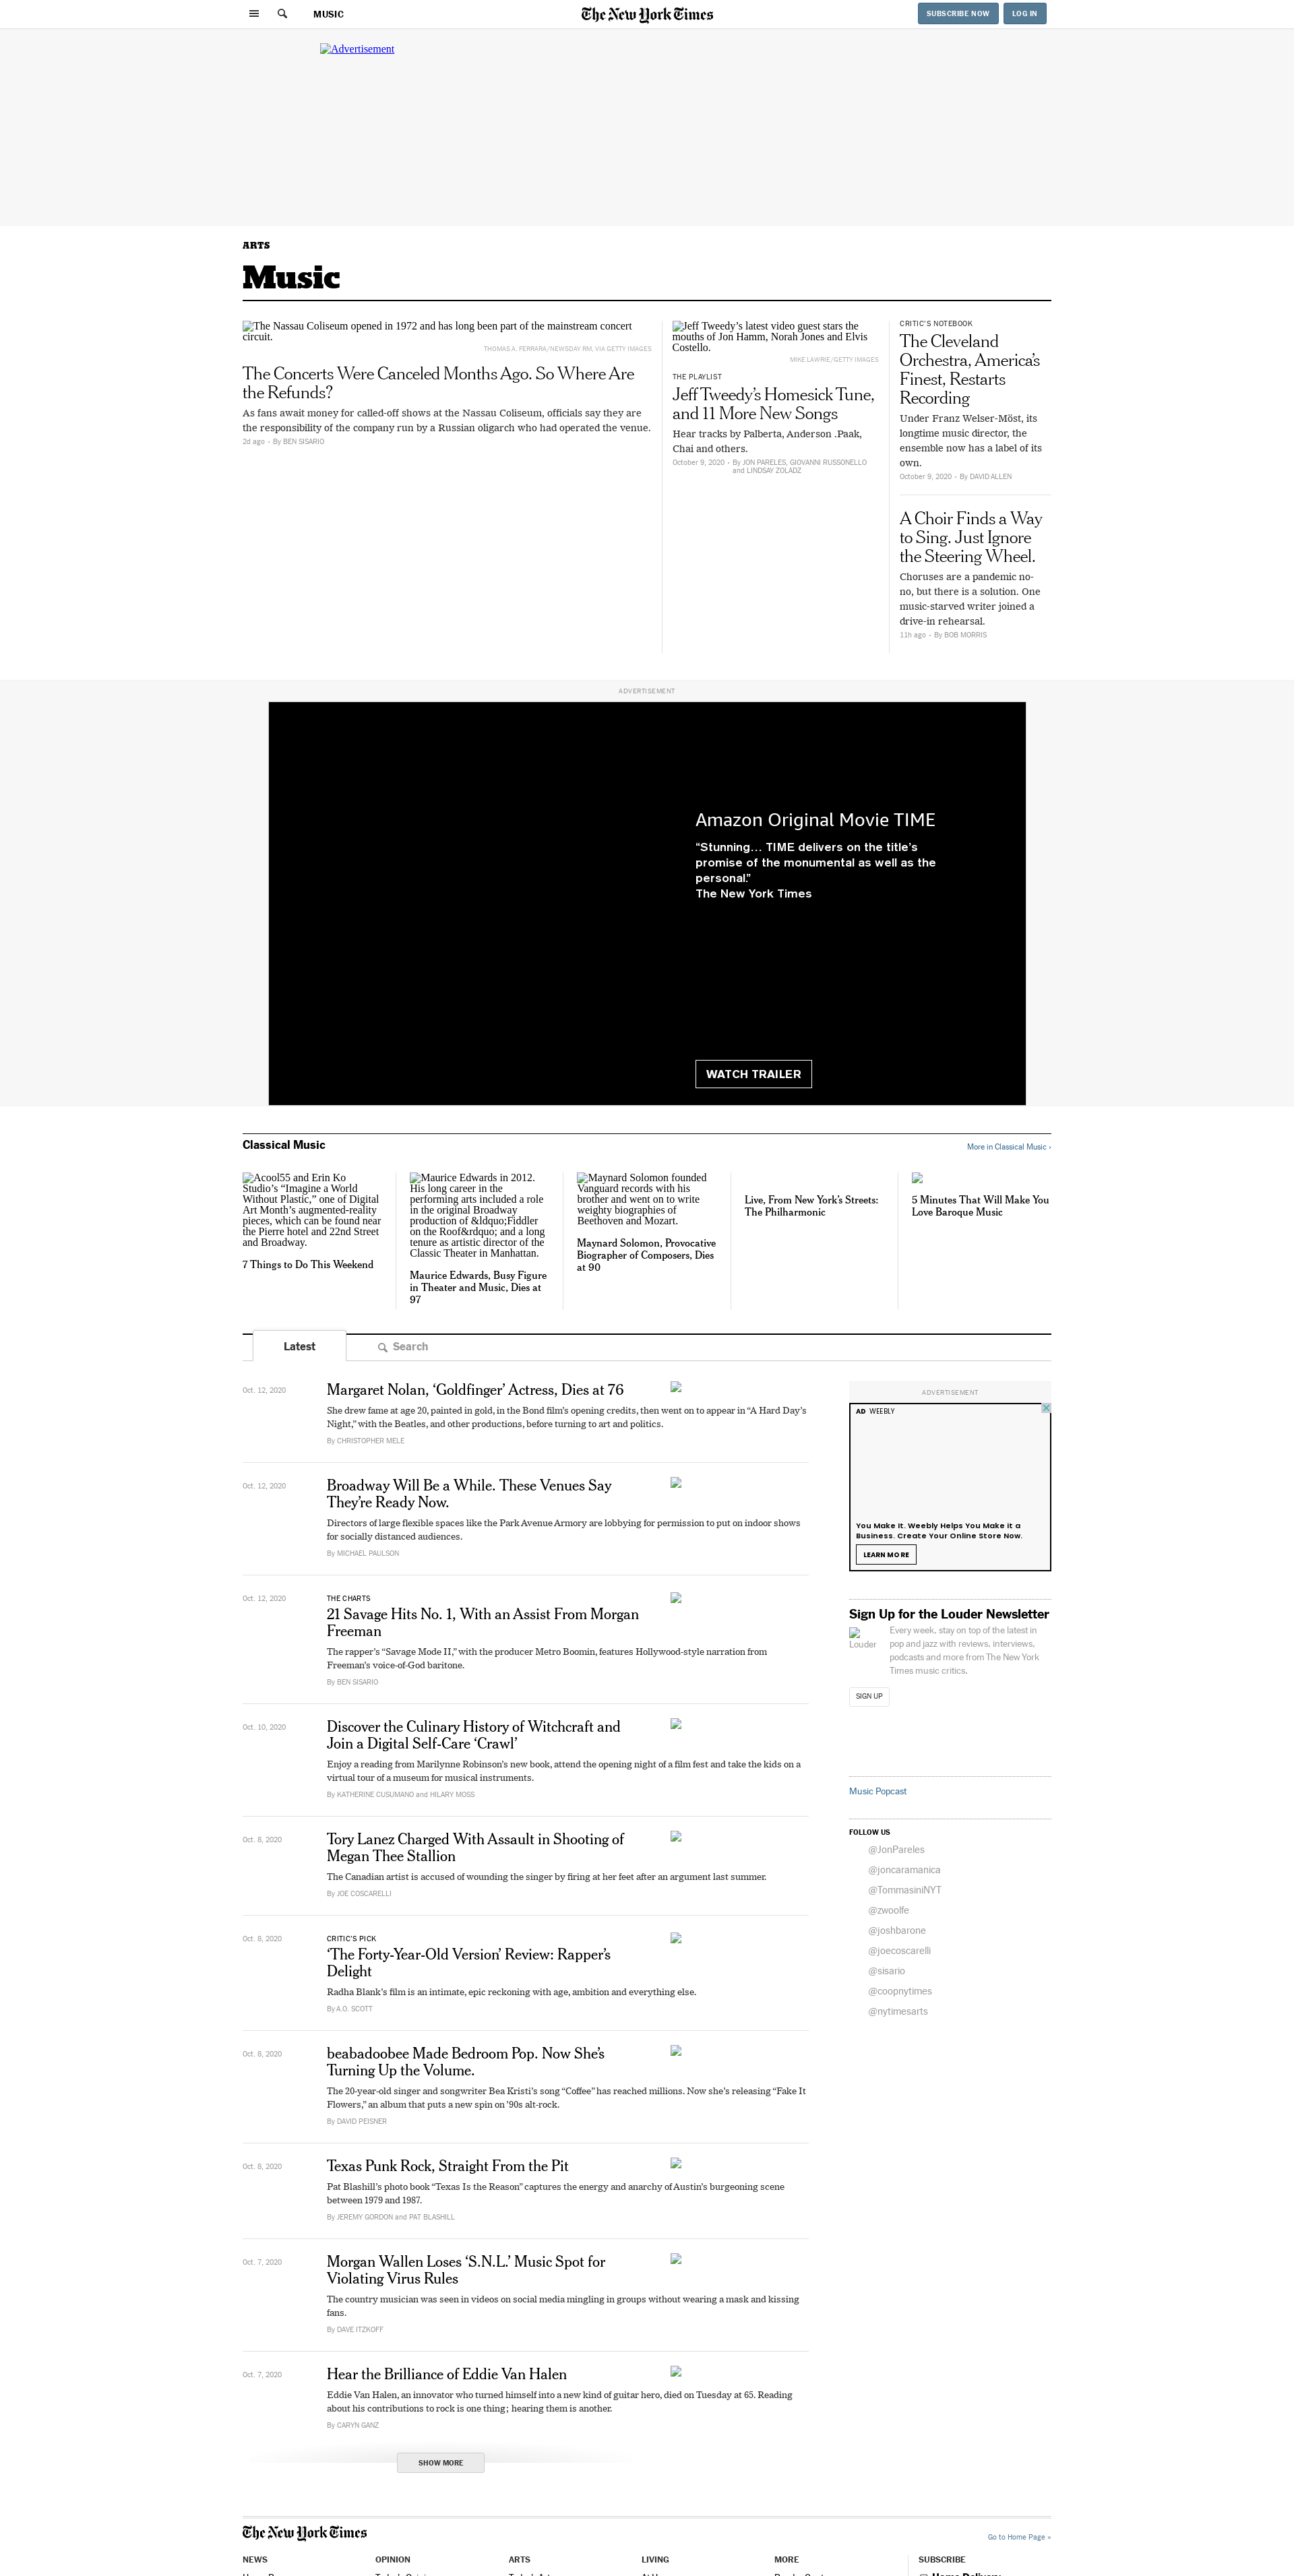 MUSIC
The New York Times
SUBSCRIBE NOW
LOG IN
Advertisement
ARTS
Music
The Nassau Coliseum opened in 1972 and has long been part of the mainstream concert
circuit.
THOMAS A. FERRARA/NEWSDAY RM, VIA GETTY IMAGES
The Concerts Were Canceled Months Ago. So Where Are
the Refunds?
As fans await money for called-off shows at the Nassau Coliseum, officials say they are
the responsibility of the company run by a Russian oligarch who had operated the venue.
2d ago - By BEN SISARIO
Jeff Tweedy’s latest video guest stars the
mouths of Jon Hamm, Norah Jones and Elvis
Costello.
MIKE LAWRIE/GETTY IMAGES
THE PLAYLIST
Jeff Tweedy’s Homesick Tune,
and 11 More New Songs
Hear tracks by Palberta, Anderson .Paak,
Chai and others.
October 9, 2020 - By JON PARELES, GIOVANNI RUSSONELLO
and LINDSAY ZOLADZ
CRITIC’S NOTEBOOK
The Cleveland
Orchestra, America’s
Finest, Restarts
Recording
Under Franz Welser-Möst, its
longtime music director, the
ensemble now has a label of its
own.
October 9, 2020 - By DAVID ALLEN
A Choir Finds a Way
to Sing. Just Ignore
the Steering Wheel.
Choruses are a pandemic no-
no, but there is a solution. One
music-starved writer joined a
drive-in rehearsal.
11h ago - By BOB MORRIS
ADVERTISEMENT
Amazon Original Movie TIME
“Stunning… TIME delivers on the title’s
promise of the monumental as well as the
personal.”
The New York Times
WATCH TRAILER
Classical Music
More in Classical Music ›
Acool55 and Erin Ko
Studio’s “Imagine a World
Without Plastic,” one of Digital
Art Month’s augmented-reality
pieces, which can be found near
the Pierre hotel and 22nd Street
and Broadway.
7 Things to Do This Weekend
Maurice Edwards in 2012.
His long career in the
performing arts included a role
in the original Broadway
production of &ldquo;Fiddler
on the Roof&rdquo; and a long
tenure as artistic director of the
Classic Theater in Manhattan.
Maurice Edwards, Busy Figure
in Theater and Music, Dies at
97
Maynard Solomon founded
Vanguard records with his
brother and went on to write
weighty biographies of
Beethoven and Mozart.
Maynard Solomon, Provocative
Biographer of Composers, Dies
at 90
Live, From New York’s Streets:
The Philharmonic
5 Minutes That Will Make You
Love Baroque Music
Latest
Search
Oct. 12, 2020
Margaret Nolan, ‘Goldfinger’ Actress, Dies at 76
She drew fame at age 20, painted in gold, in the Bond film’s opening credits, then went on to appear in “A Hard Day’s
Night,” with the Beatles, and other productions, before turning to art and politics.
By CHRISTOPHER MELE
Oct. 12, 2020
Broadway Will Be a While. These Venues Say
They’re Ready Now.
Directors of large flexible spaces like the Park Avenue Armory are lobbying for permission to put on indoor shows
for socially distanced audiences.
By MICHAEL PAULSON
Oct. 12, 2020
THE CHARTS
21 Savage Hits No. 1, With an Assist From Morgan
Freeman
The rapper’s “Savage Mode II,” with the producer Metro Boomin, features Hollywood-style narration from
Freeman’s voice-of-God baritone.
By BEN SISARIO
Oct. 10, 2020
Discover the Culinary History of Witchcraft and
Join a Digital Self-Care ‘Crawl’
Enjoy a reading from Marilynne Robinson’s new book, attend the opening night of a film fest and take the kids on a
virtual tour of a museum for musical instruments.
By KATHERINE CUSUMANO and HILARY MOSS
Oct. 8, 2020
Tory Lanez Charged With Assault in Shooting of
Megan Thee Stallion
The Canadian artist is accused of wounding the singer by firing at her feet after an argument last summer.
By JOE COSCARELLI
Oct. 8, 2020
CRITIC’S PICK
‘The Forty-Year-Old Version’ Review: Rapper’s
Delight
Radha Blank’s film is an intimate, epic reckoning with age, ambition and everything else.
By A.O. SCOTT
Oct. 8, 2020
beabadoobee Made Bedroom Pop. Now She’s
Turning Up the Volume.
The 20-year-old singer and songwriter Bea Kristi’s song “Coffee” has reached millions. Now she’s releasing “Fake It
Flowers,” an album that puts a new spin on ’90s alt-rock.
By DAVID PEISNER
Oct. 8, 2020
Texas Punk Rock, Straight From the Pit
Pat Blashill’s photo book “Texas Is the Reason” captures the energy and anarchy of Austin’s burgeoning scene
between 1979 and 1987.
By JEREMY GORDON and PAT BLASHILL
Oct. 7, 2020
Morgan Wallen Loses ‘S.N.L.’ Music Spot for
Violating Virus Rules
The country musician was seen in videos on social media mingling in groups without wearing a mask and kissing
fans.
By DAVE ITZKOFF
Oct. 7, 2020
Hear the Brilliance of Eddie Van Halen
Eddie Van Halen, an innovator who turned himself into a new kind of guitar hero, died on Tuesday at 65. Reading
about his contributions to rock is one thing; hearing them is another.
By CARYN GANZ
SHOW MORE
ADVERTISEMENT
AD WEEBLY
You Make It. Weebly Helps You Make it a
Business. Create Your Online Store Now.
LEARN MORE
Sign Up for the Louder Newsletter
Louder
Every week, stay on top of the latest in
pop and jazz with reviews, interviews,
podcasts and more from The New York
Times music critics.
SIGN UP
Music Popcast
FOLLOW US
@JonPareles
@joncaramanica
@TommasiniNYT
@zwoolfe
@joshbarone
@joecoscarelli
@sisario
@coopnytimes
@nytimesarts
The New York Times
Go to Home Page »
NEWS
OPINION
ARTS
LIVING
MORE
SUBSCRIBE